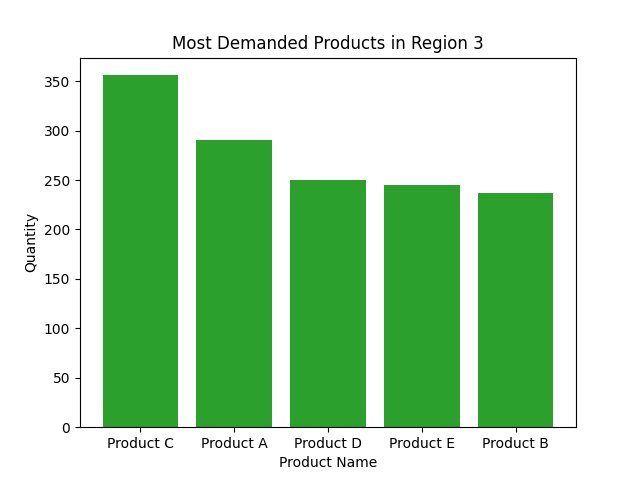 Most Demanded Products in Region 3
350
300
250
200
150
100
50
0
Quantity
Product C Product A Product D Product E Product B
Product Name